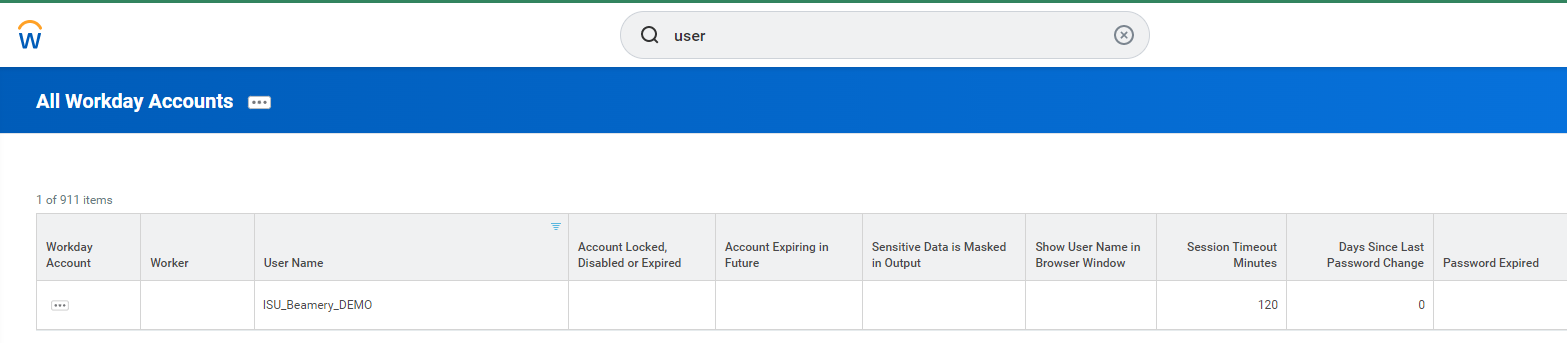 W
user
All Workday Accounts
1 of 911 items
Workday Account
Worker
User Name
Account Locked, Disabled or Expired
Account Expiring in Future
Sensitive Data is Masked in Output
Show User Name in Browser Window
Session Timeout Minutes
Days Since Last Password Change
Password Expired
ISU_Beamery_DEMO
120
0